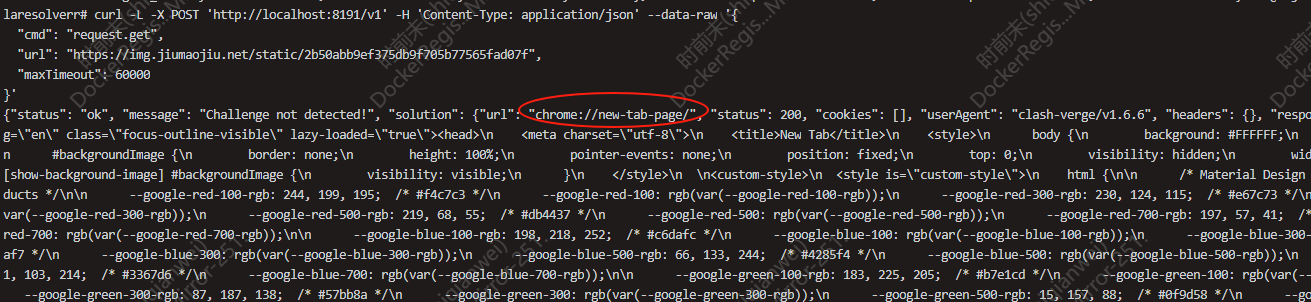 laresolverr# curl -L -X POST 'http://localhost:8191/v1' -H 'Content-Type: application/json' --data-raw '{
  "cmd": "request.get",
  "url": "https://img.jiumaojiu.net/static/2b50abb9ef375db9f705b77565fad07f",
  "maxTimeout": 60000
}'
{"status": "ok", "message": "Challenge not detected!", "solution": {"url": "chrome://new-tab-page/", "status": 200, "cookies": [], "userAgent": "clash-verge/v1.6.6", "headers": {}, "respo
g=\"en\" class=\"focus-outline-visible\" lazy-loaded=\"true\"><head>\n    <meta charset=\"utf-8\">\n    <title>New Tab</title>\n    <style>\n      body {\n        background: #FFFFFF;\n
n      #backgroundImage {\n        border: none;\n        height: 100%;\n        pointer-events: none;\n        position: fixed;\n        top: 0;\n        visibility: hidden;\n        wid
[show-background-image] #backgroundImage {\n        visibility: visible;\n      }\n    </style>\n  \n<custom-style>\n  <style is=\"custom-style\">\n    html {\n\n      /* Material Design
ducts */\n\n      --google-red-100-rgb: 244, 199, 195;  /* #f4c7c3 */\n      --google-red-100: rgb(var(--google-red-100-rgb));\n      --google-red-300-rgb: 230, 124, 115;  /* #e67c73 */\n
var(--google-red-300-rgb));\n      --google-red-500-rgb: 219, 68, 55;  /* #db4437 */\n      --google-red-500: rgb(var(--google-red-500-rgb));\n      --google-red-700-rgb: 197, 57, 41;  /*
red-700: rgb(var(--google-red-700-rgb));\n\n      --google-blue-100-rgb: 198, 218, 252;  /* #c6dafc */\n      --google-blue-100: rgb(var(--google-blue-100-rgb));\n      --google-blue-300-
af7 */\n      --google-blue-300: rgb(var(--google-blue-300-rgb));\n      --google-blue-500-rgb: 66, 133, 244;  /* #4285f4 */\n      --google-blue-500: rgb(var(--google-blue-500-rgb));\n
1, 103, 214;  /* #3367d6 */\n      --google-blue-700: rgb(var(--google-blue-700-rgb));\n\n      --google-green-100-rgb: 183, 225, 205;  /* #b7e1cd */\n      --google-green-100: rgb(var(--
--google-green-300-rgb: 87, 187, 138;  /* #57bb8a */\n      --google-green-300: rgb(var(--google-green-300-rgb));\n      --google-green-500-rgb: 15, 157, 88;  /* #0f9d58 */\n      --googl